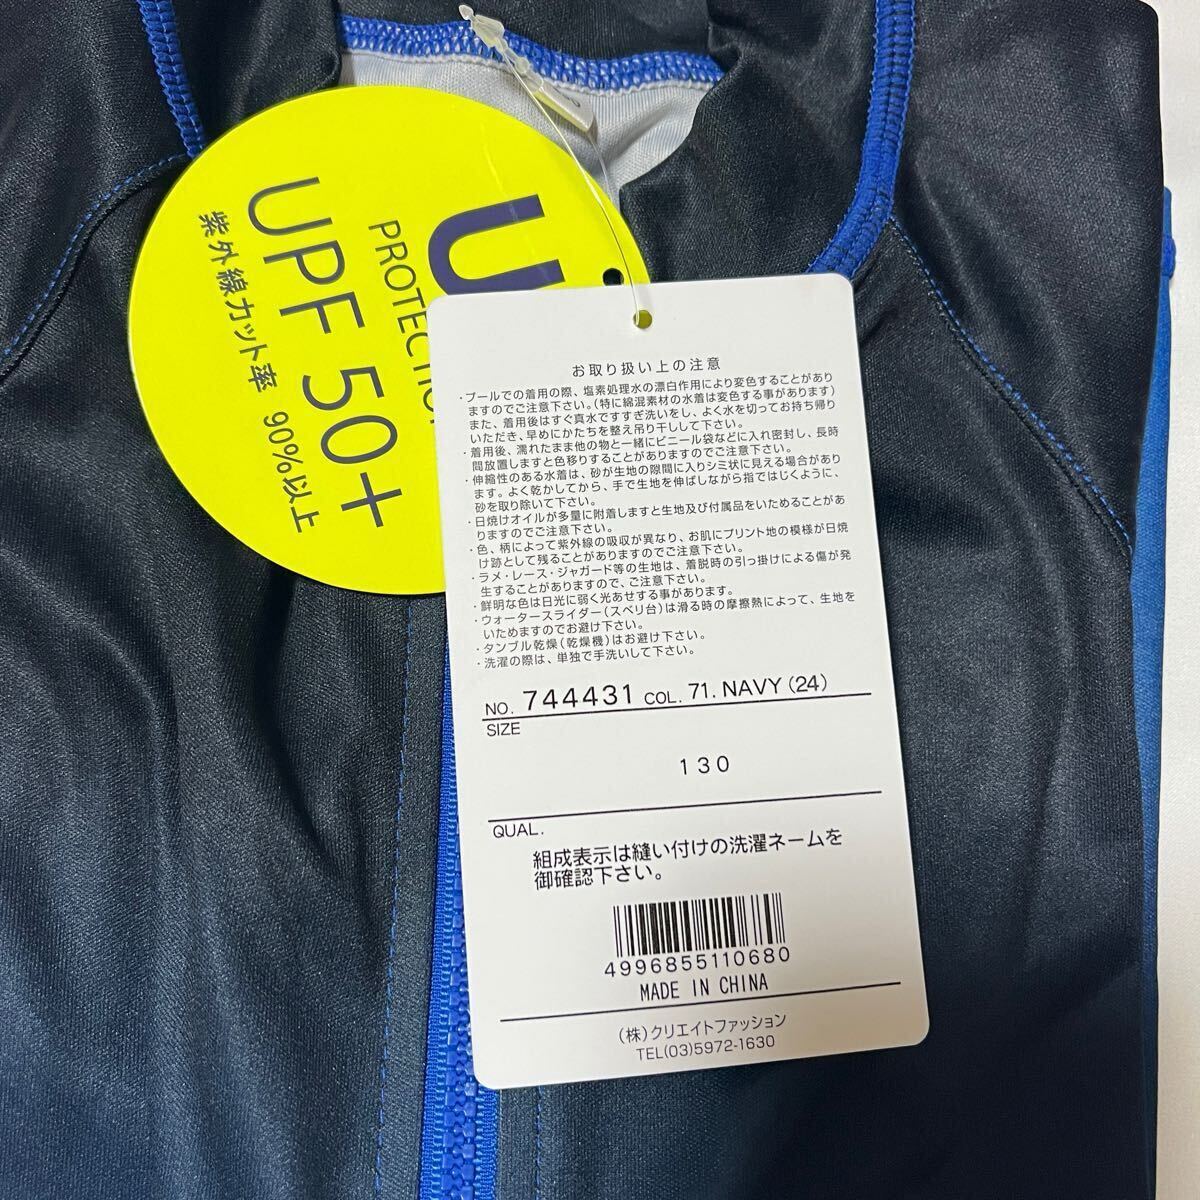 U
PROTECTIO
UPF 50+
紫外線カット率 90%以上
お取り扱い上の注意
・プールでの着用の際、塩素処理水の漂白作用により変色することがあり
ますのでご注意下さい。(特に綿混素材の水着は変色する事があります)
また、着用後はすぐ真水ですすぎ洗いをし、よく水を切ってお持ち帰り
いただき、早めにかたちを整え吊り干しして下さい。
・着用後、濡れたまま他の物と一緒にビニール袋などに入れ密封し、長時
間放置しますと色移りすることがありますのでご注意下さい。
・伸縮性のある水着は、砂が生地の隙間に入りシミ状に見える場合があり
ます。よく乾かしてから、手で生地を伸ばしながら指ではじくように、
砂を取り除いて下さい。
・日焼けオイルが多量に附着しますと生地及び付属品をいためることがあ
りますのでご注意下さい。
・色、柄によって紫外線の吸収が異なり、お肌にプリント地の模様が日焼
け跡として残ることがありますのでご注意下さい。
・ラメ・レース・ジャガード等の生地は、着脱時の引っ掛けによる傷が発
生することがありますので、ご注意下さい。
・鮮明な色は日光に弱く光あせする事があります。
・ウォータースライダー(スベリ台)は滑る時の摩擦熱によって、生地を
いためますのでお避け下さい。
・タンブル乾燥(乾燥機)はお避け下さい。
・洗濯の際は、単独で手洗いして下さい。
NO. 744431 COL. 71. NAVY(24)
SIZE
130
QUAL.
組成表示は縫い付けの洗濯ネームを
御確認下さい。
4996855110680
MADE IN CHINA
(株)クリエイトファッション
TEL(03)5972-1630